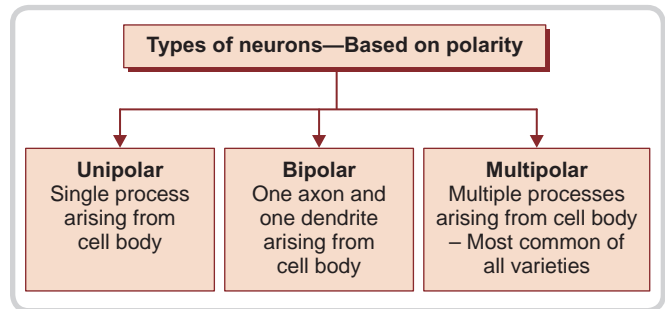 Types of neurons—Based on polarity
Unipolar
Single process
arising from
cell body
Bipolar
One axon and
one dendrite
arising from
cell body
Multipolar
Multiple processes
arising from cell body
– Most common of
all varieties